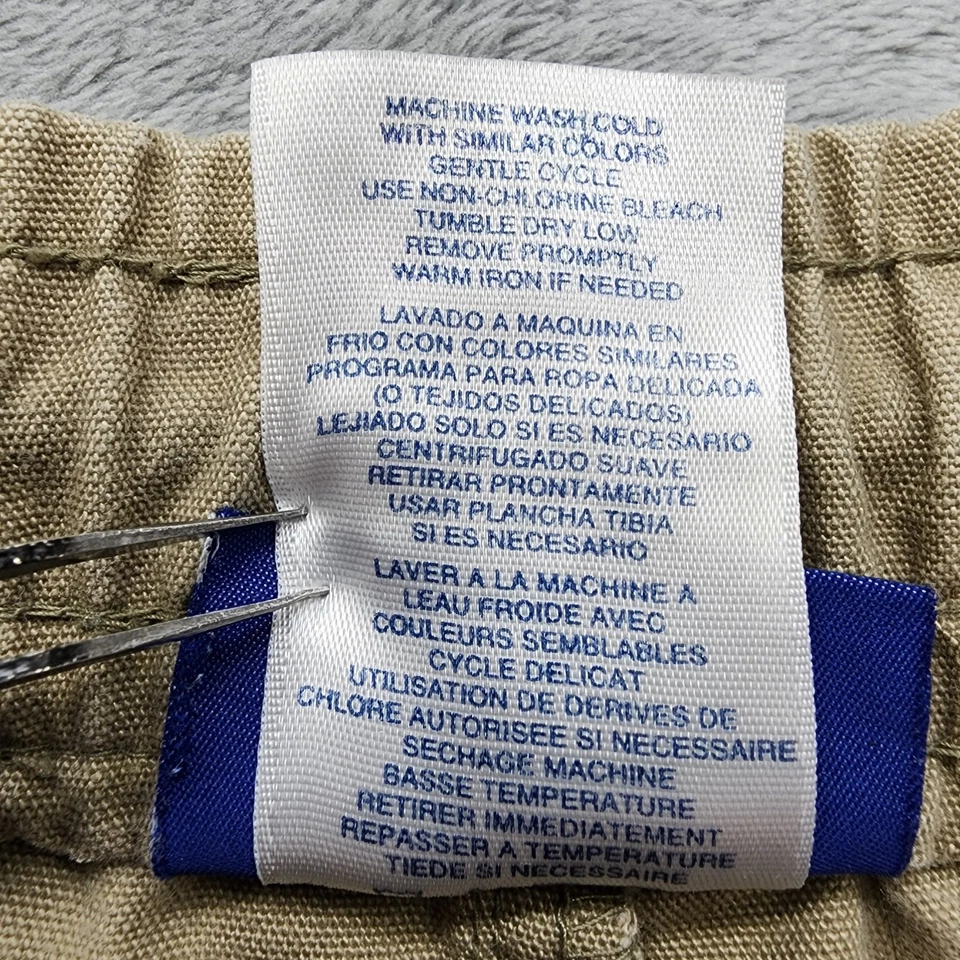 MACHINE WASH COLD
WITH SIMILAR COLORS
GENTLE CYCLE
USE NON-CHLORINE BLEACH
TUMBLE DRY LOW
REMOVE PROMPTLY
WARM IRON IF NEEDED
LAVADO A MAQUINA EN
FRIO CON COLORES SIMILARES
PROGRAMA PARA ROPA DELICADA
(O TEJIDOS DELICADOS)
LEJIADO SOLO SI ES NECESARIO
CENTRIFUGADO SUAVE
RETIRAR PRONTAMENTE
USAR PLANCHA TIBIA
SI ES NECESARIO
LAVER A LA MACHINE A
LEAU FROIDE AVEC
COULEURS SEMBLABLES
CYCLE DELICAT
UTILISATION DE DERIVES DE
CHLORE AUTORISEE SI NECESSAIRE
SECHAGE MACHINE
BASSE TEMPERATURE
RETIRER IMMEDIATEMENT
REPASSER A TEMPERATURE
TIEDE SI NECESSAIRE